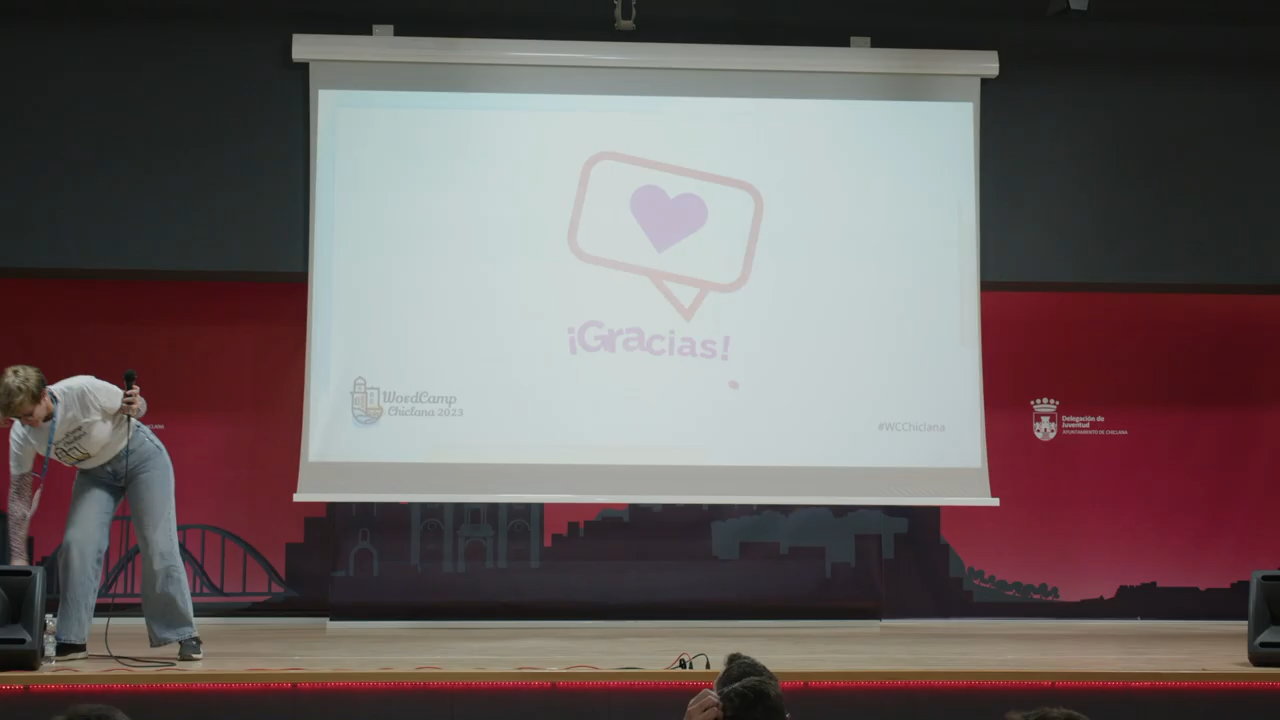 ¡Gracias!
WordCamp
Chiclana 2023
#WCChiclana
Delegación de
Juventud
AYUNTAMIENTO DE CHICLANA